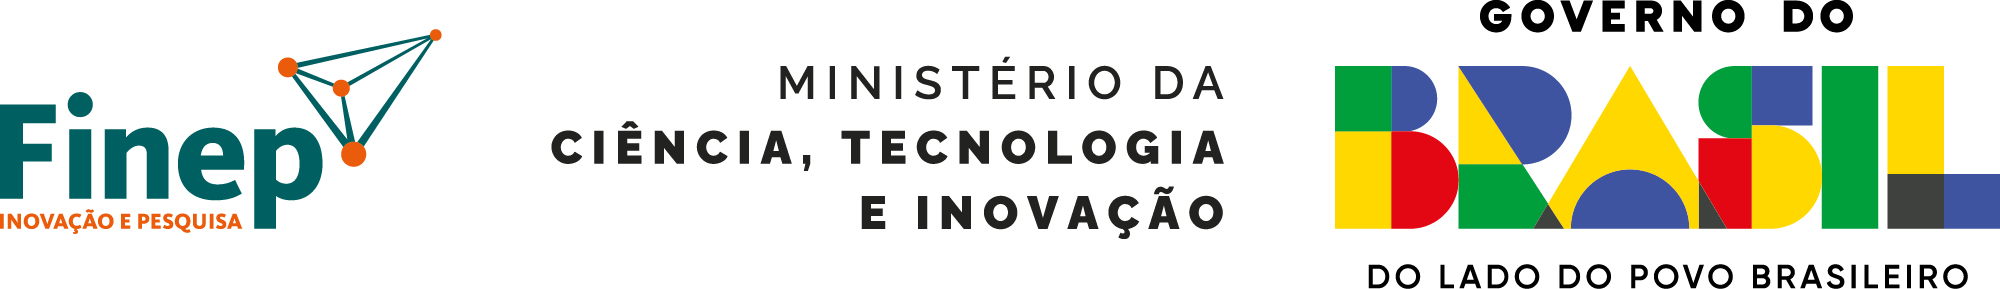 Finep
INOVAÇÃO E PESQUISA
MINISTÉRIO DA
CIÊNCIA, TECNOLOGIA
E INOVAÇÃO
GOVERNO DO
BRASIL
DO LADO DO POVO BRASILEIRO